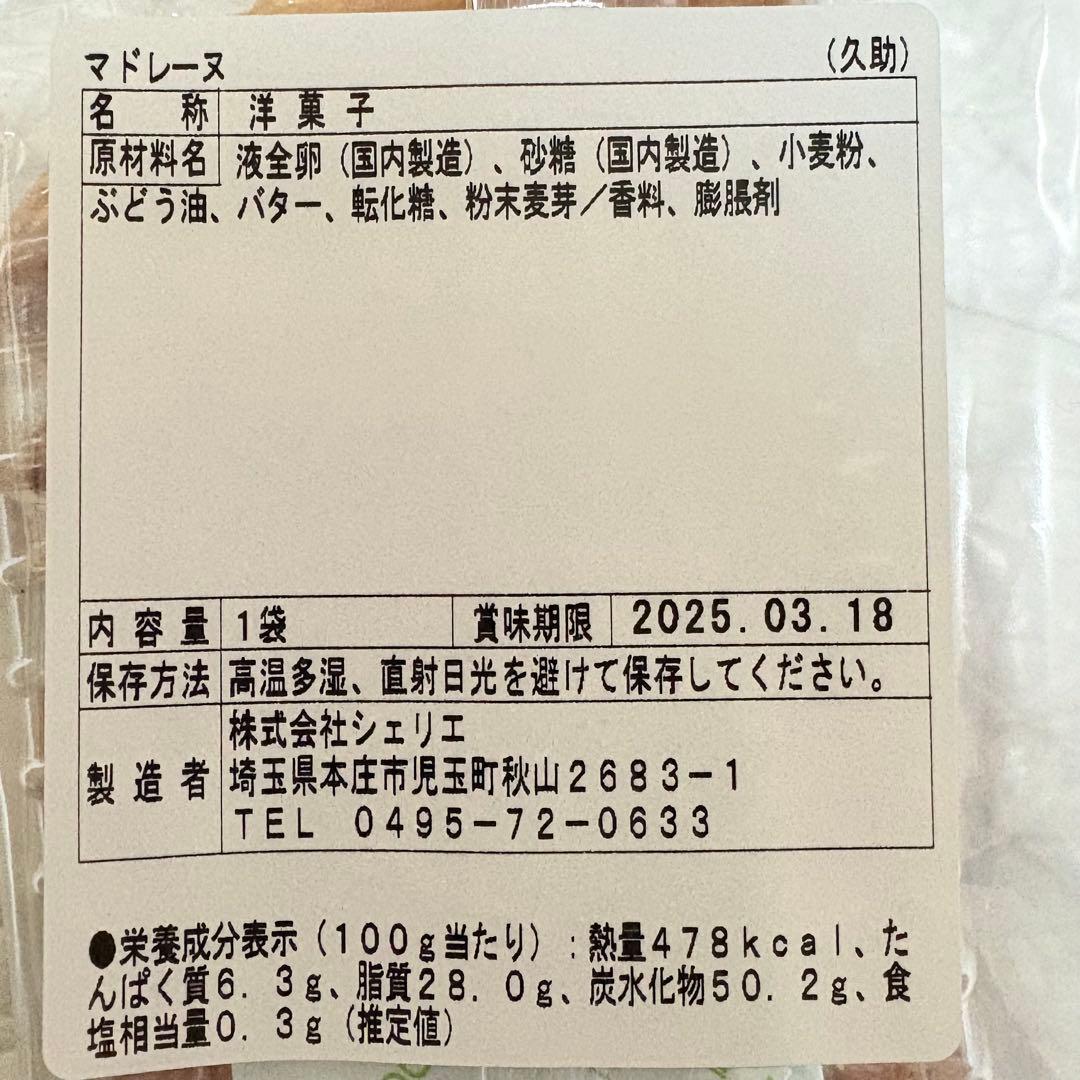 マドレーヌ (久助)
名称 洋菓子
原材料名 液全卵(国内製造)、砂糖(国内製造)、小麦粉、
ぶどう油、バター、転化糖、粉末麦芽/香料、膨脹剤
内容量 1袋 賞味期限 2025.03.18
保存方法 高温多湿、直射日光を避けて保存してください。
株式会社シェリエ
製造者 埼玉県本庄市児玉町秋山2683-1
TEL 0495-72-0633
●栄養成分表示(100g当たり):熱量478kcal、た
んぱく質6.3g、脂質28.0g、炭水化物50.2g、食
塩相当量0.3g(推定値)